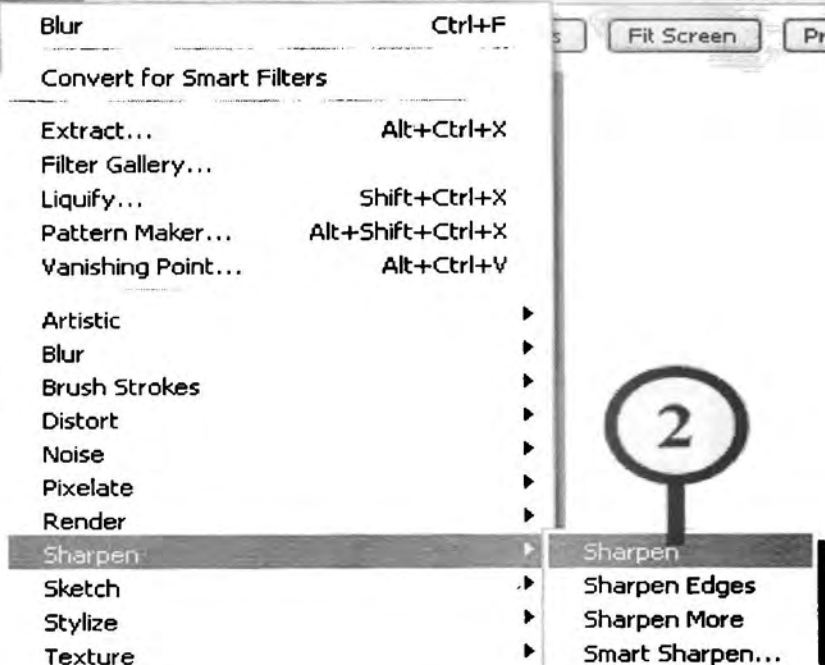 Blur Ctrl+F
s Fit Screen Pr
Convert for Smart Filters
Extract... Alt+Ctrl+X
Filter Gallery...
Liquify... Shift+Ctrl+X
Pattern Maker... Alt+Shift+Ctrl+X
Vanishing Point... Alt+Ctrl+V
Artistic
Blur
Brush Strokes
Distort
Noise
Pixelate
Render
2
Sharpen Sharpen
Sketch Sharpen Edges
Stylize Sharpen More
Texture Smart Sharpen...